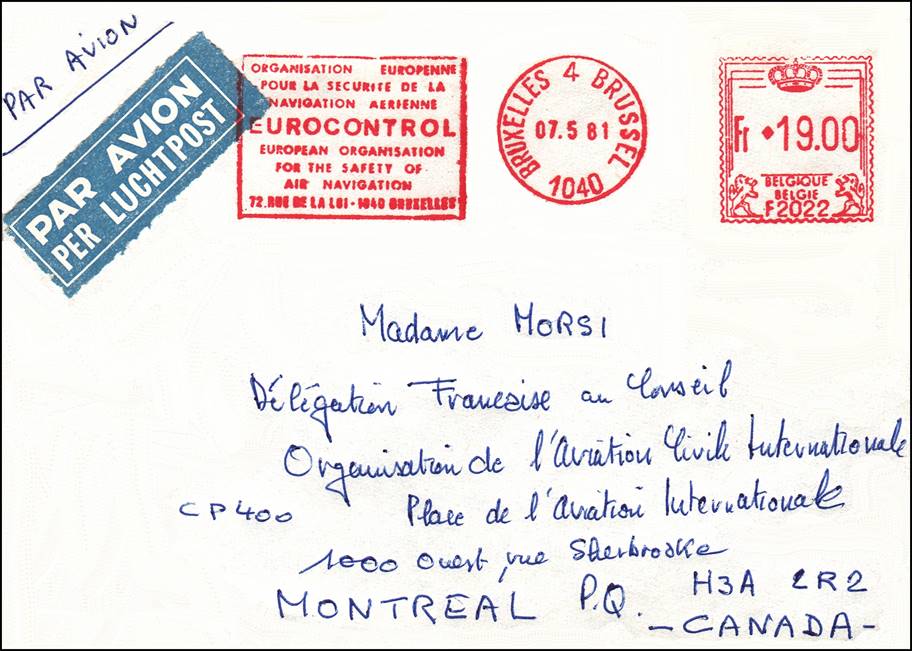 PAR AVION
PAR AVION
PER LUCHTPOST
ORGANISATION EUROPENNE
POUR LA SECURITE DE LA
NAVIGATION AERIENNE
EUROCONTROL
EUROPEAN ORGANISATION
FOR THE SAFETY OF
AIR NAVIGATION
72.RUE DE LA LOI - 1040 BRUXELLES
BRUXELLES 4 BRUSSEL
07.5 81
1040
Fr 19.00
BELGIQUE
BELGIE
F2022
Madame MORSI
Délégation Française au Conseil
Organisation de l'Aviation Civile Internationale
CP400 Place de l'Aviation Internationale
1000 Ouest, rue Sherbrooke
MONTREAL P.Q. H3A 2R2
-CANADA-